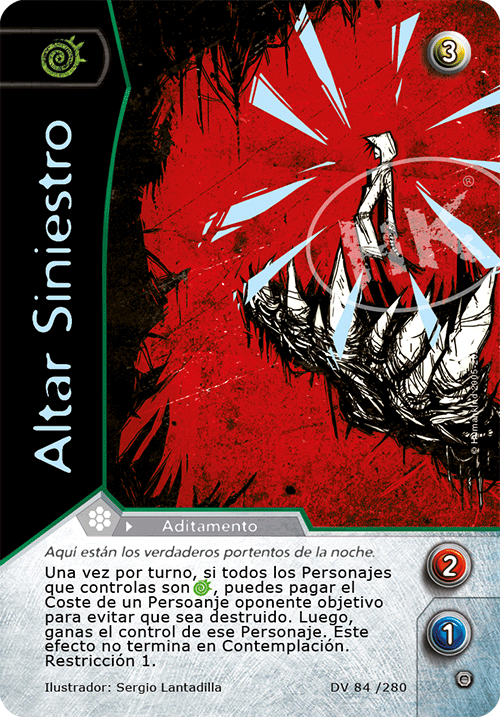 3
Altar Siniestro
HK®
Aditamento
Aquí están los verdaderos portentos de la noche.
Una vez por turno, si todos los Personajes
que controlas son , puedes pagar el
Coste de un Persoanje oponente objetivo
para evitar que sea destruido. Luego,
ganas el control de ese Personaje. Este
efecto no termina en Contemplación.
Restricción 1.
2
1
Ilustrador: Sergio Lantadilla
DV 84 /280
C